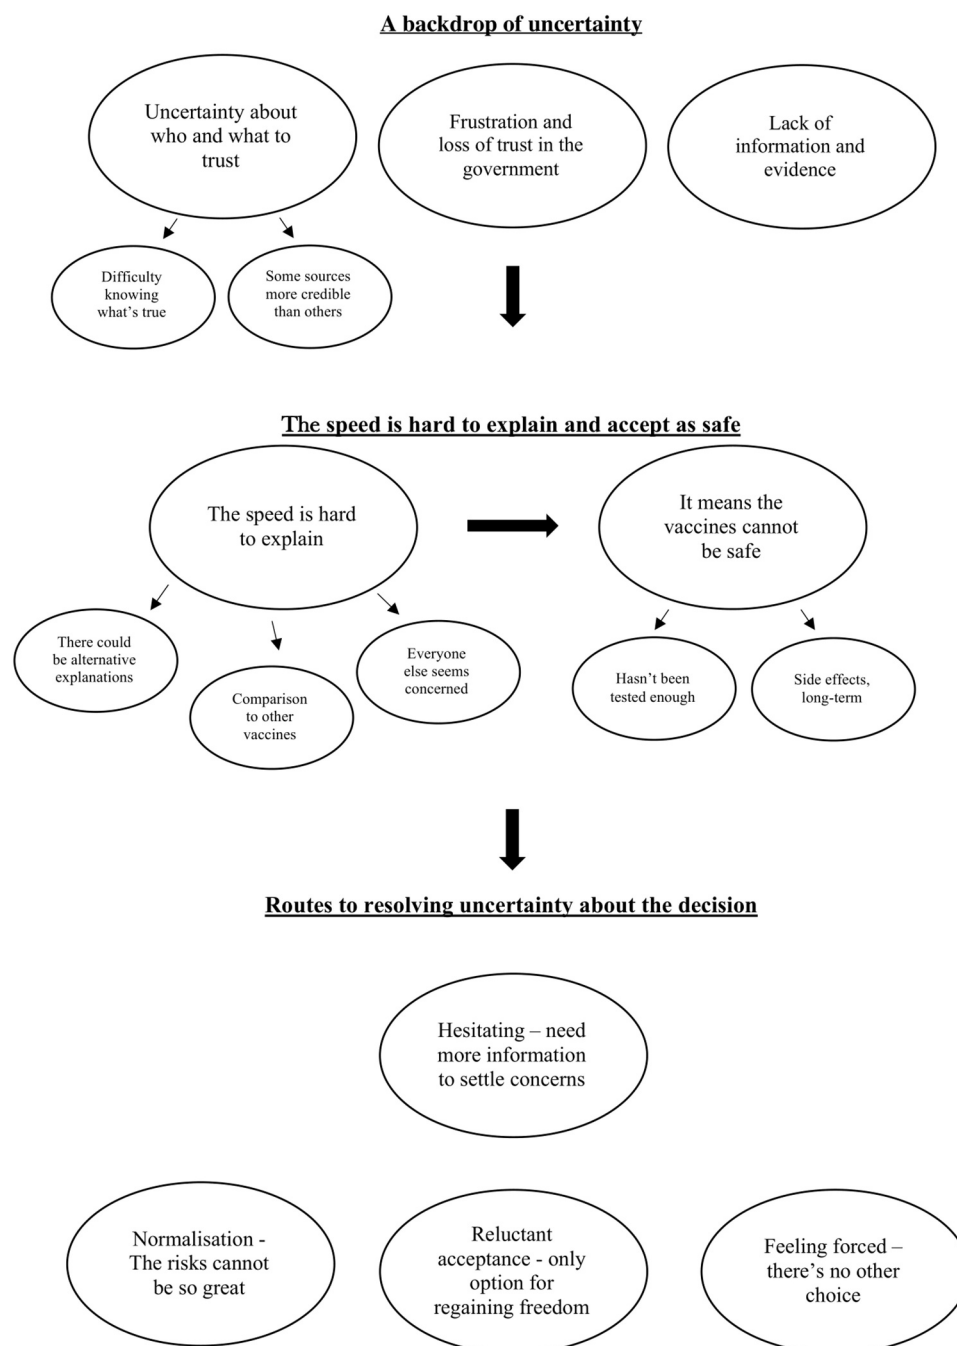 A backdrop of uncertainty
Uncertainty about
who and what to
trust
Frustration and
loss of trust in the
government
Lack of
information and
evidence
Difficulty
knowing
what's true
Some sources
more credible
than others
The speed is hard to explain and accept as safe
The speed is hard
to explain
It means the
vaccines cannot
be safe
There could
be alternative
explanations
Comparison
to other
vaccines
Everyone
else seems
concerned
Hasn't been
tested enough
Side effects,
long-term
Routes to resolving uncertainty about the decision
Hesitating – need
more information
to settle concerns
Normalisation -
The risks cannot
be so great
Reluctant
acceptance - only
option for
regaining freedom
Feeling forced –
there's no other
choice